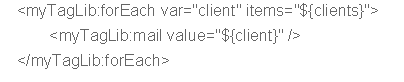 <myTagLib:forEach var="client" items="${clients}">
<myTagLib:mail value="${client}" />
</myTagLib:forEach>